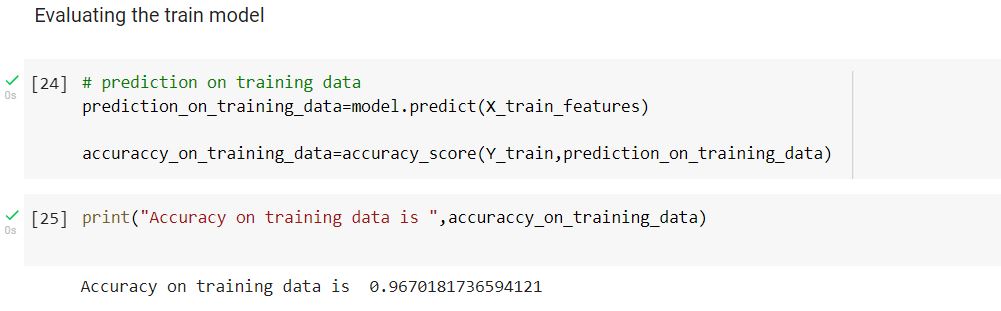 Evaluating the train model
[24] # prediction on training data
0s
prediction_on_training_data=model.predict(X_train_features)
accuraccy_on_training_data=accuracy_score(Y_train,prediction_on_training_data)
[25] print("Accuracy on training data is ",accuraccy_on_training_data)
0s
Accuracy on training data is  0.9670181736594121